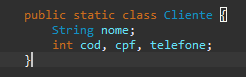 public static class Cliente {
String nome;
int cod, cpf, telefone;
}